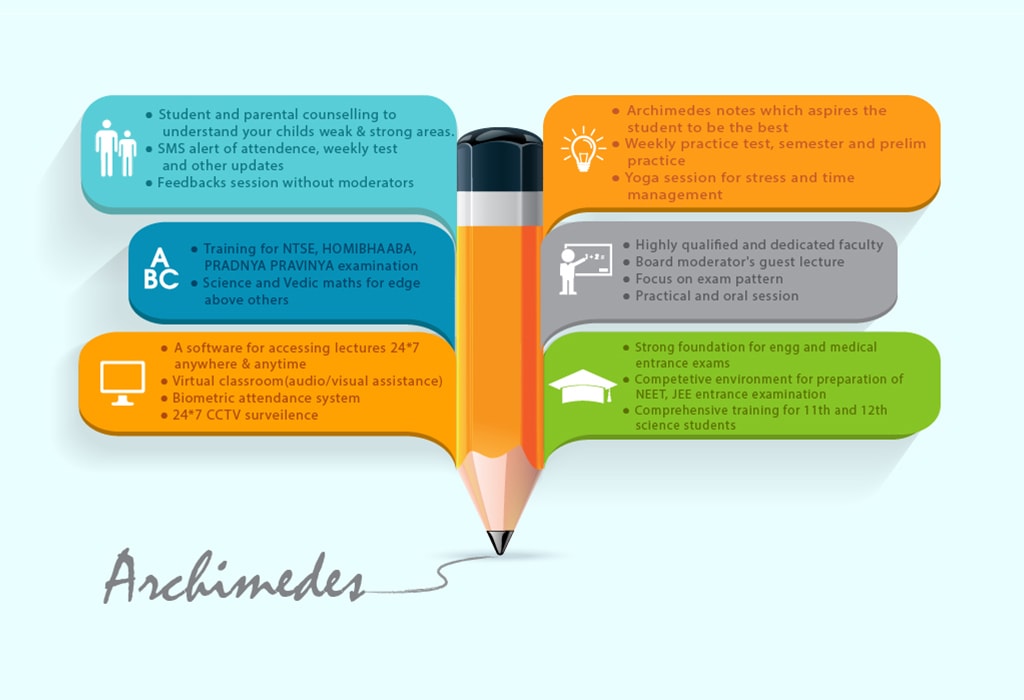 • Student and parental counselling to
understand your childs weak & strong areas.
• SMS alert of attendence, weekly test
and other updates
• Feedbacks session without moderators
• Archimedes notes which aspires the
student to be the best
• Weekly practice test, semester and prelim
practice
• Yoga session for stress and time
management
A
BC
• Training for NTSE, HOMIBHAABA,
PRADNYA PRAVINYA examination
• Science and Vedic maths for edge
above others
1+2=
• Highly qualified and dedicated faculty
• Board moderator's guest lecture
• Focus on exam pattern
• Practical and oral session
• A software for accessing lectures 24*7
anywhere & anytime
• Virtual classroom(audio/visual assistance)
• Biometric attendance system
• 24*7 CCTV surveilence
• Strong foundation for engg and medical
entrance exams
• Competetive environment for preparation of
NEET, JEE entrance examination
• Comprehensive training for 11th and 12th
science students
Archimedes